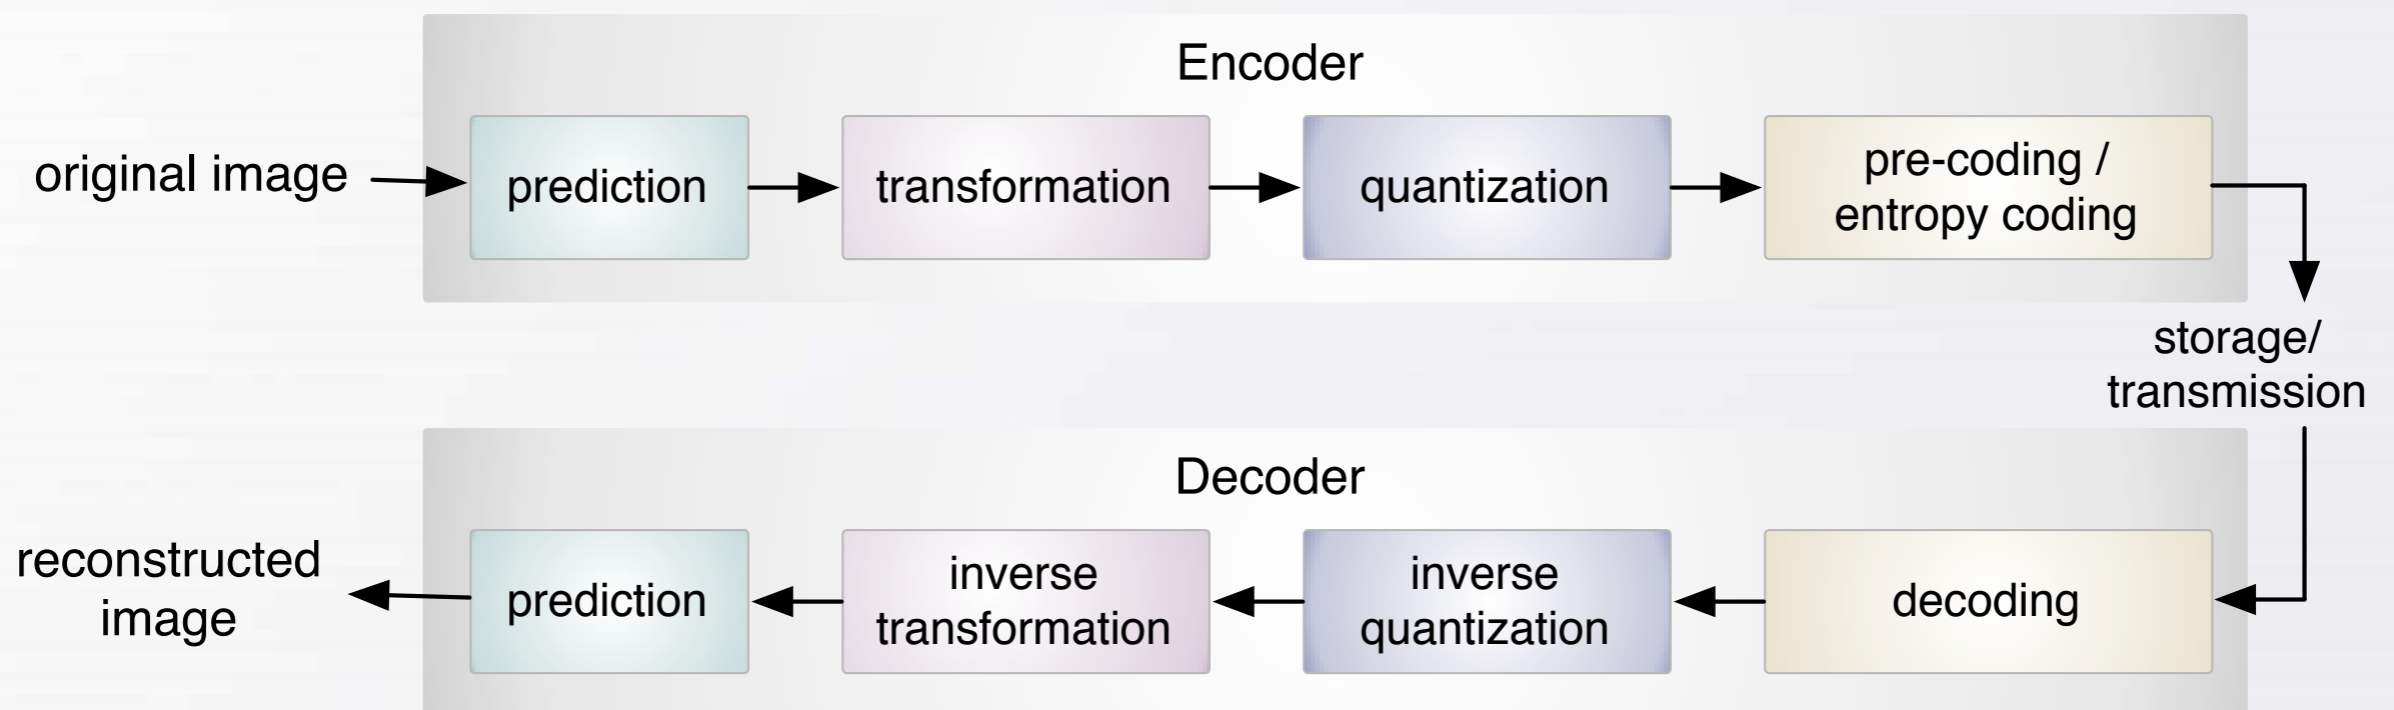 Encoder
original image
prediction
transformation
quantization
pre-coding /
entropy coding
storage/
transmission
Decoder
decoding
inverse
quantization
inverse
transformation
prediction
reconstructed
image